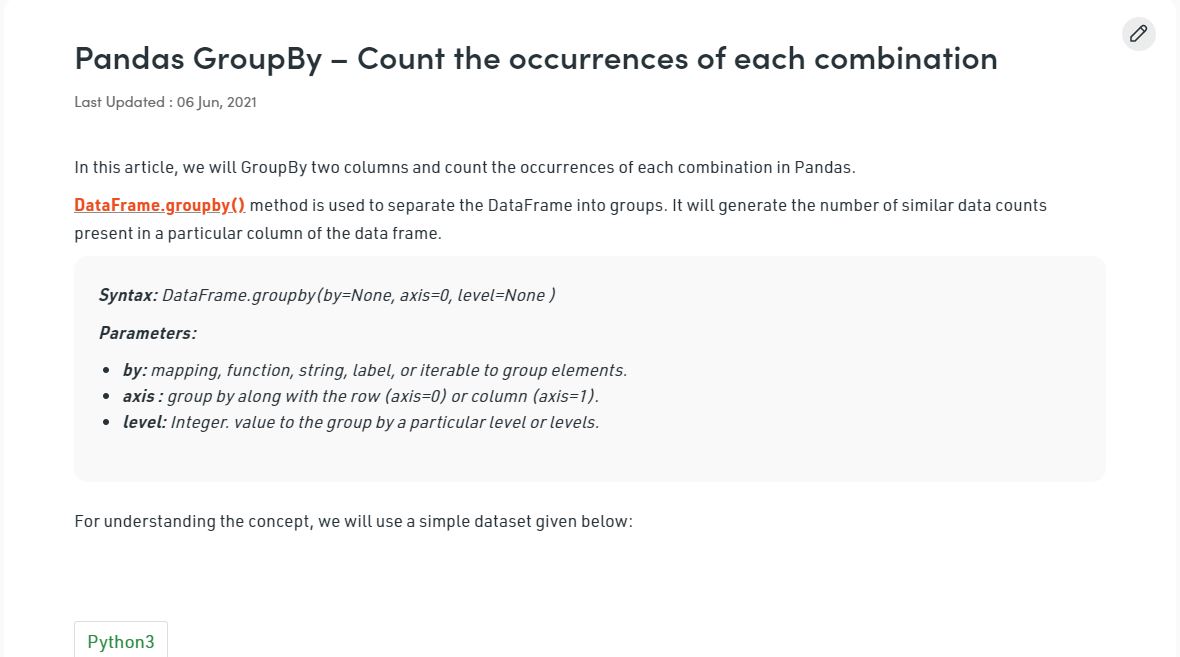 Pandas GroupBy – Count the occurrences of each combination
Last Updated : 06 Jun, 2021
In this article, we will GroupBy two columns and count the occurrences of each combination in Pandas.
DataFrame.groupby() method is used to separate the DataFrame into groups. It will generate the number of similar data counts
present in a particular column of the data frame.
Syntax: DataFrame.groupby(by=None, axis=0, level=None )
Parameters:
• by: mapping, function, string, label, or iterable to group elements.
• axis : group by along with the row (axis=0) or column (axis=1).
• level: Integer. value to the group by a particular level or levels.
For understanding the concept, we will use a simple dataset given below:
Python3